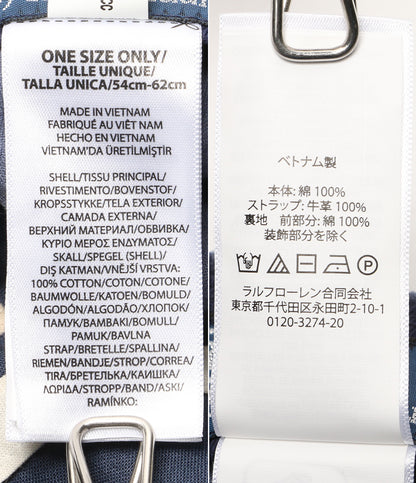 ONE SIZE ONLY/
TAILLE UNIQUE/
TALLA UNICA/54cm-62cm
MADE IN VIETNAM
FABRIQUÉ AU VIÊT NAM
HECHO EN VIETNAM
VİETNAM'DA ÜRETİLMİŞTİR
SHELL/TISSU PRINCIPAL/
RIVESTIMENTO/BOVENSTOF/
KROPSSTYKKE/TELA EXTERIOR/
CAMADA EXTERNA/
ВЕРХНИЙ МАТЕРИАЛ/ОБВИВКА/
ΚΥΡΙΟ ΜΕΡΟΣ ΕΝΔΥΜΑΤΟΣ/
SKALL/SPEGEL (SHELL)/
DIŞ KATMAN/VNĚJŠÍ VRSTVA:
100% COTTON/COTON/COTONE/
BAUMWOLLE/KATOEN/BOMULD/
ALGODÓN/ALGODÃO/ХЛОПОК/
ПАМУК/ΒΑΜΒΑΚΙ/BOMULL/
PAMUK/BAVLNA
STRAP/BRETELLE/SPALLINA/
RIEMEN/BANDJE/STROP/CORREA/
TIRA/БРЕТЕЛЬКА/КАИШКА/
ΛΩΡΙΔΑ/STROPP/BAND/ASKI/
RAMÍNKO:
ベトナム製
本体: 綿 100%
ストラップ: 牛革 100%
裏地 前部分: 綿 100%
装飾部分を除く
ラルフローレン合同会社
東京都千代田区永田町2-10-1
0120-3274-20